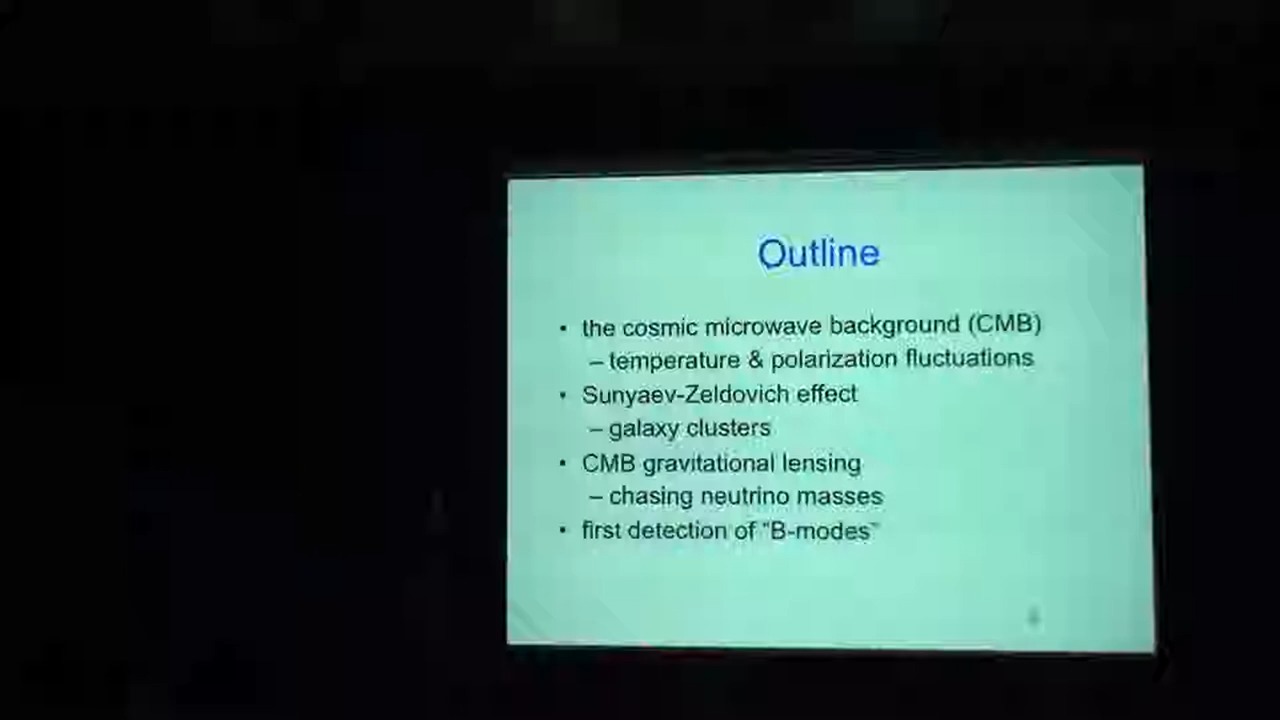 Outline
• the cosmic microwave background (CMB)
– temperature & polarization fluctuations
• Sunyaev-Zeldovich effect
– galaxy clusters
• CMB gravitational lensing
– chasing neutrino masses
• first detection of "B-modes"